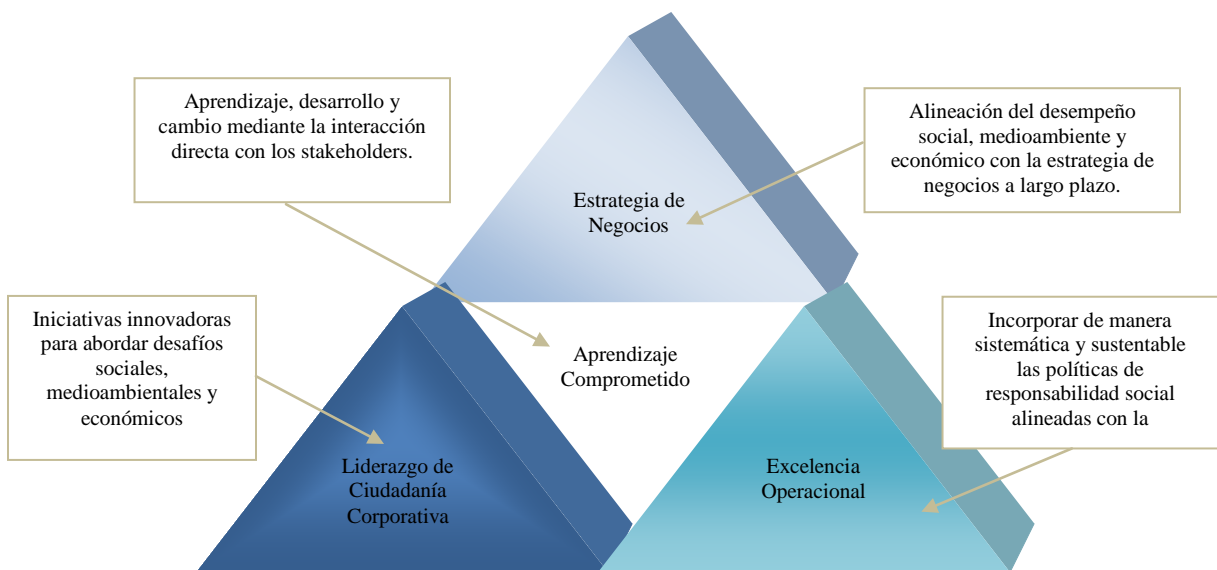 Aprendizaje, desarrollo y
cambio mediante la interacción
directa con los stakeholders.
Alineación del desempeño
social, medioambiente y
económico con la estrategia de
negocios a largo plazo.
Estrategia de
Negocios
Iniciativas innovadoras
para abordar desafíos
sociales,
medioambientales y
económicos
Aprendizaje
Comprometido
Incorporar de manera
sistemática y sustentable
las políticas de
responsabilidad social
alineadas con la
Liderazgo de
Ciudadanía
Corporativa
Excelencia
Operacional